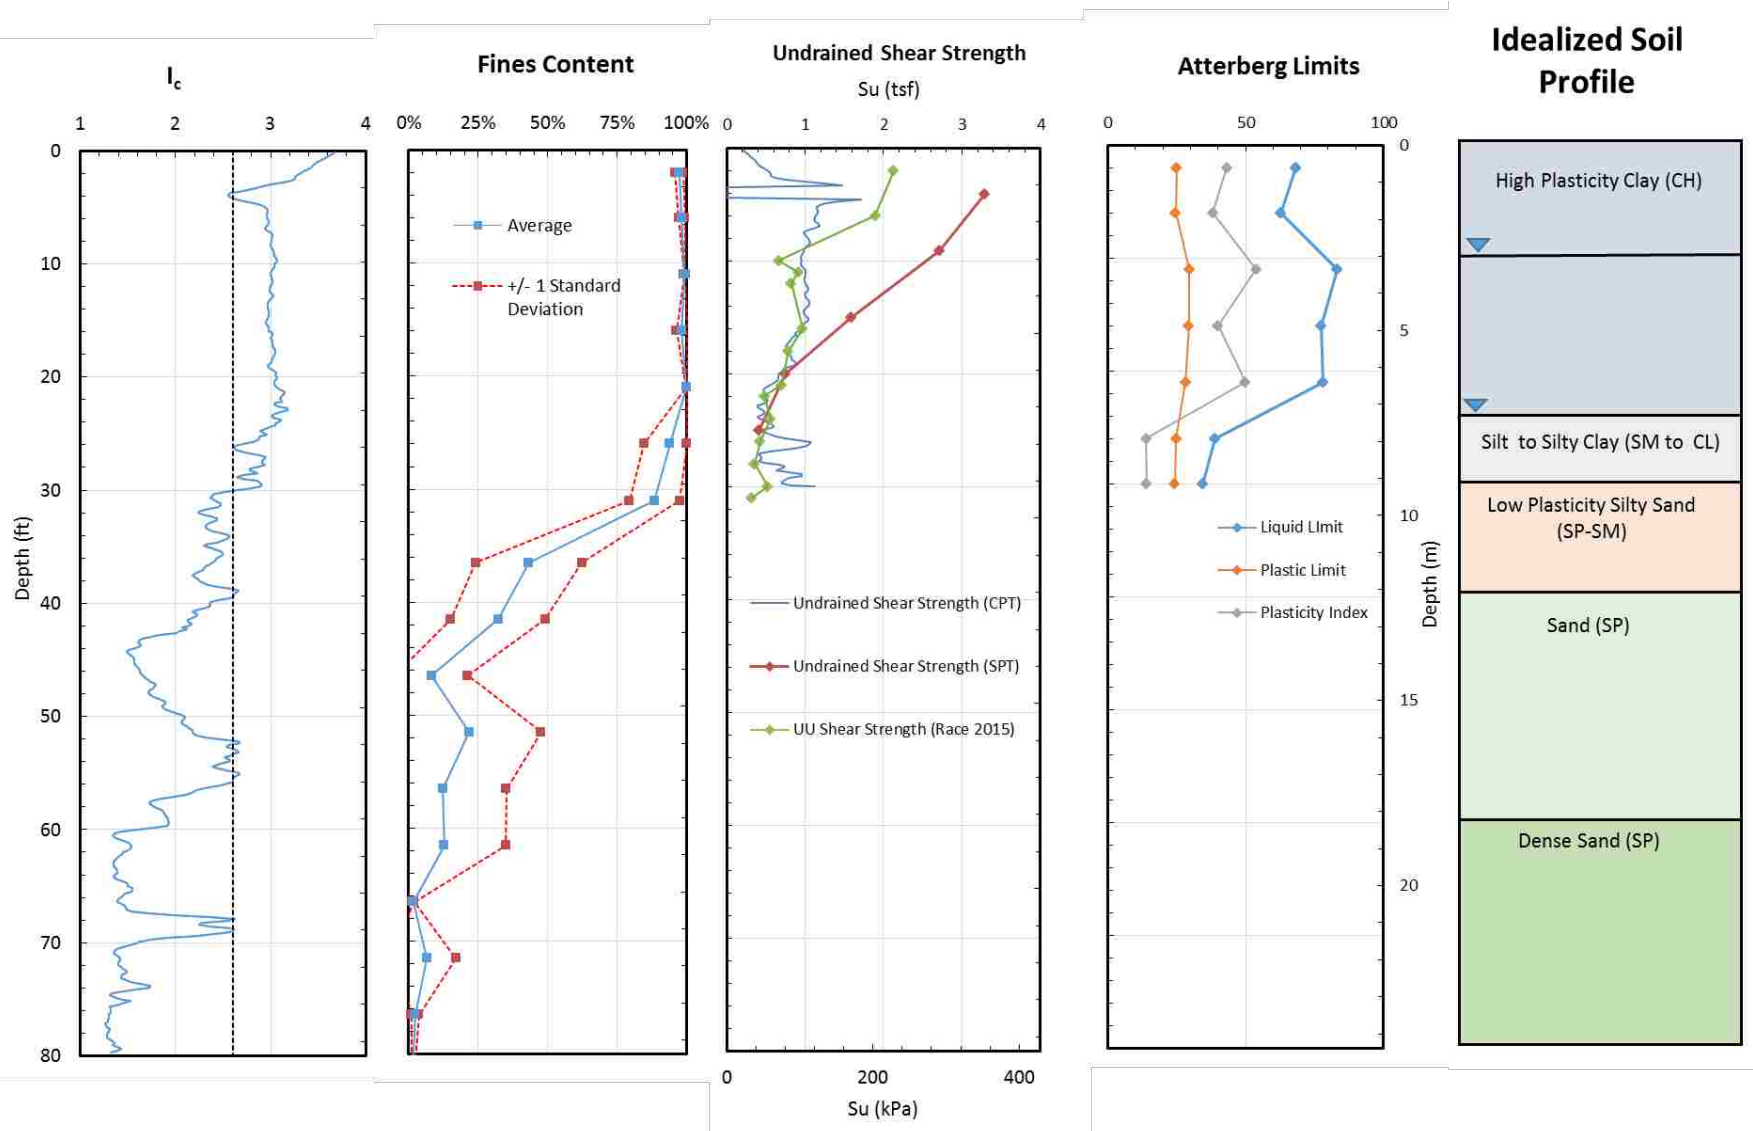 I_c
1 2 3 4
0
10
20
30
40
50
60
70
80
Depth (ft)
Fines Content
0% 25% 50% 75% 100%
Average
+/- 1 Standard
Deviation
Undrained Shear Strength
Su (tsf)
0 1 2 3 4
Undrained Shear Strength (CPT)
Undrained Shear Strength (SPT)
UU Shear Strength (Race 2015)
0 200 400
Su (kPa)
Atterberg Limits
0 50 100
Liquid LImit
Plastic Limit
Plasticity Index
0
5
10
15
20
Depth (m)
Idealized Soil
Profile
High Plasticity Clay (CH)
Silt to Silty Clay (SM to CL)
Low Plasticity Silty Sand
(SP-SM)
Sand (SP)
Dense Sand (SP)